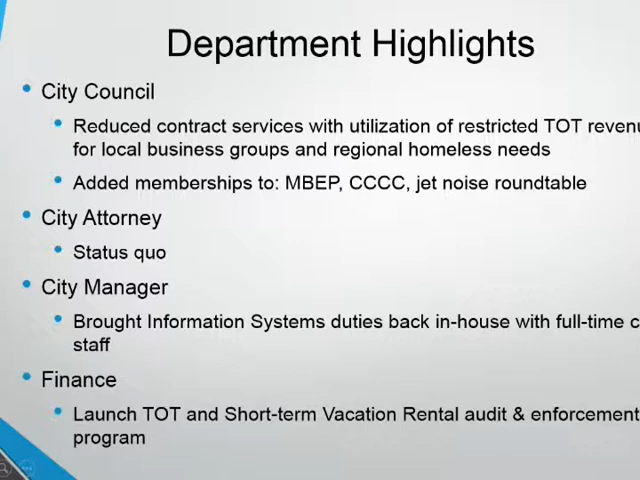 Department Highlights
City Council
Reduced contract services with utilization of restricted TOT
for local business groups and regional homeless needs
Added memberships to: MBEP, CCCC, jet noise roundtable
City Attorney
Status quo
City Manager
Brought Information Systems duties back in-house with full-time
staff
Finance
Launch TOT and Short-term Vacation Rental audit & enforcement
program